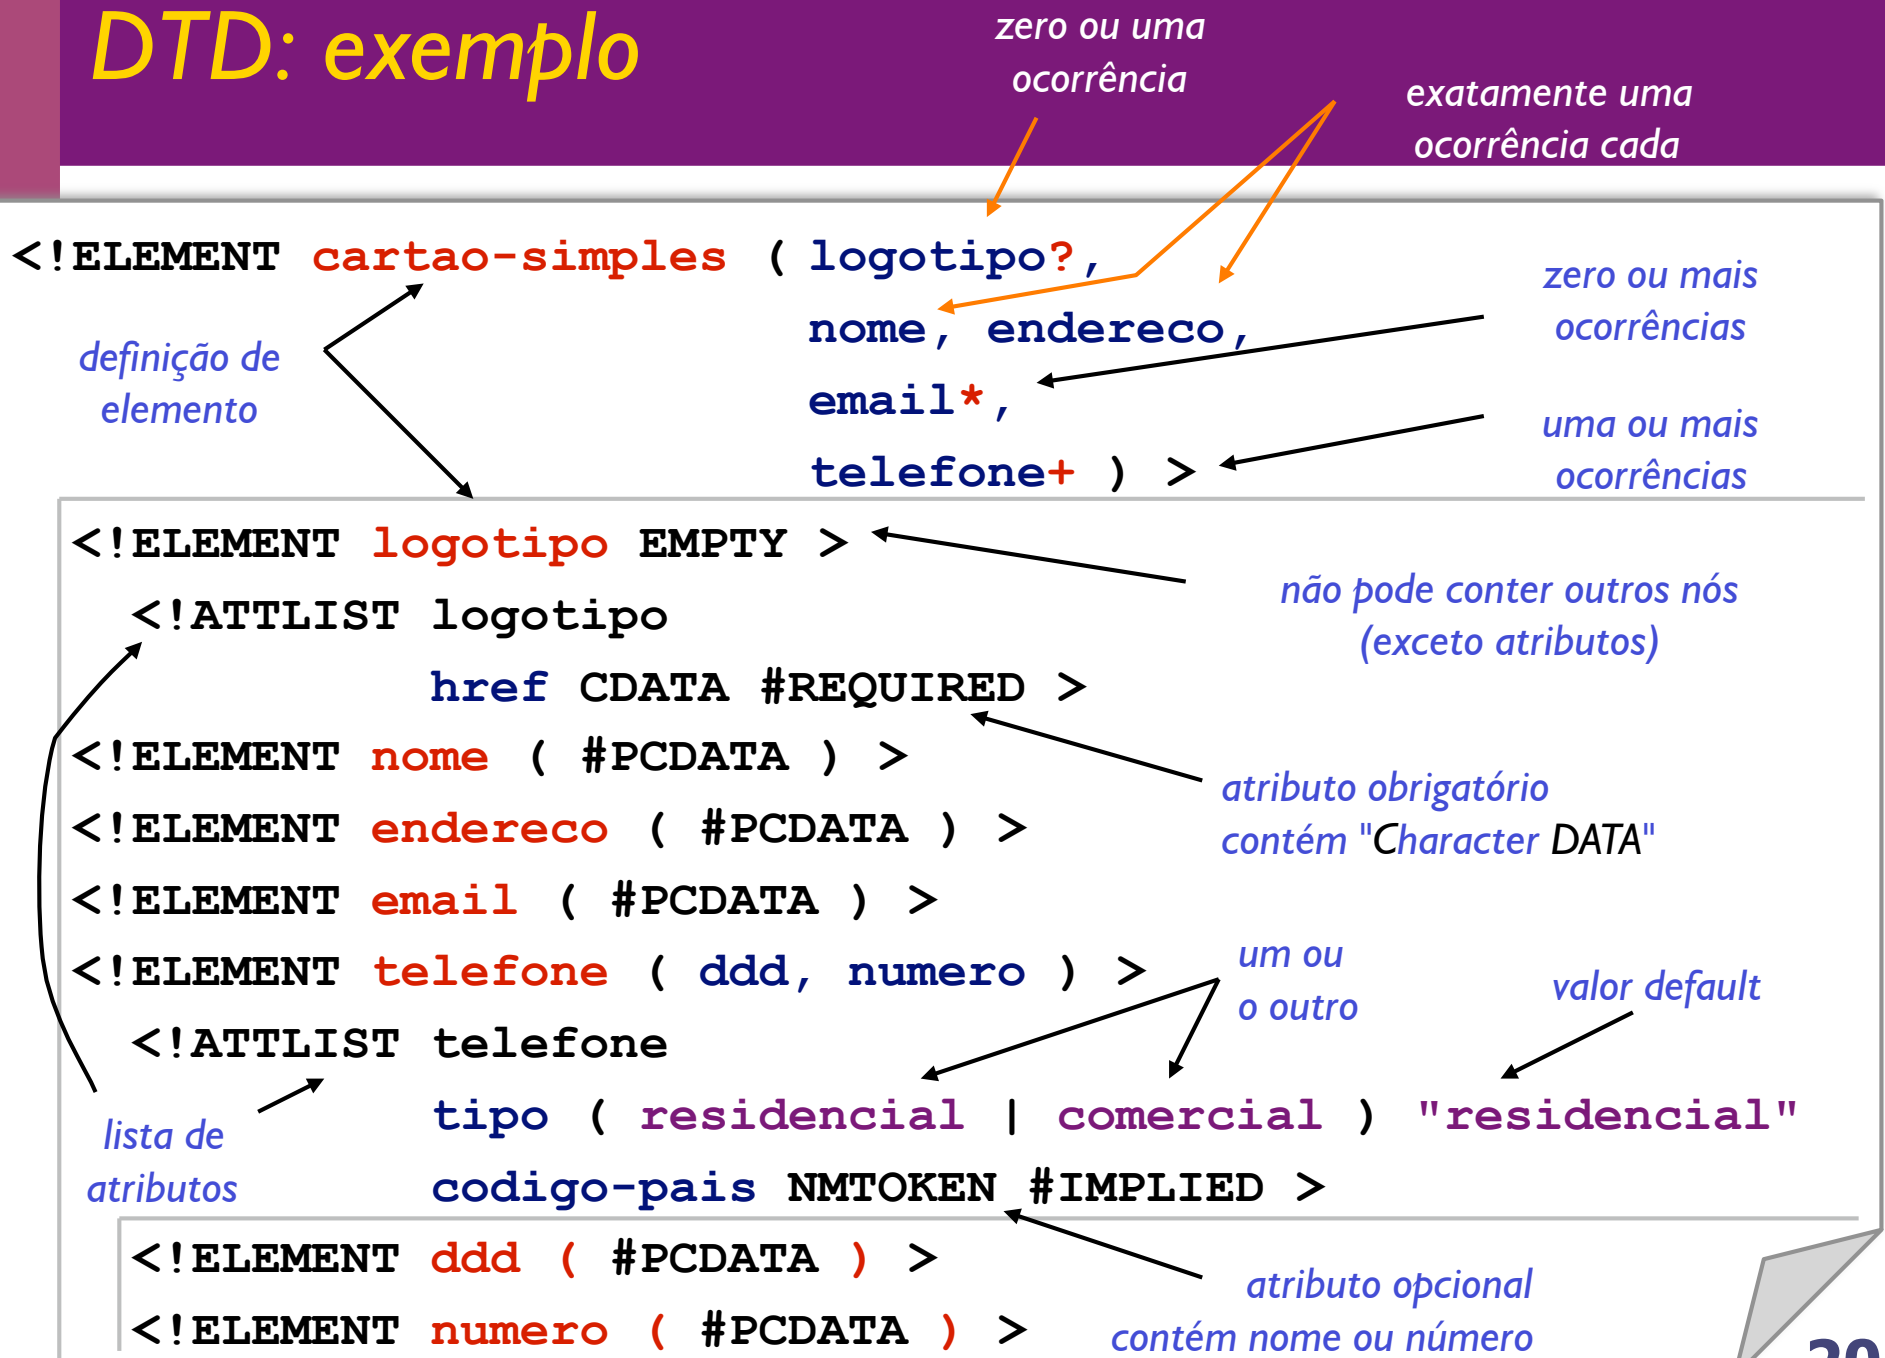 DTD: exemplo
zero ou uma
ocorrência
exatamente uma
ocorrência cada
<!ELEMENT cartao-simples ( logotipo?,
nome, endereco,
email*,
telefone+ ) >
definição de
elemento
zero ou mais
ocorrências
uma ou mais
ocorrências
<!ELEMENT logotipo EMPTY >
<!ATTLIST logotipo
href CDATA #REQUIRED >
não pode conter outros nós
(exceto atributos)
<!ELEMENT nome ( #PCDATA ) >
<!ELEMENT endereco ( #PCDATA ) >
<!ELEMENT email ( #PCDATA ) >
atributo obrigatório
contém "Character DATA"
<!ELEMENT telefone ( ddd, numero ) >
<!ATTLIST telefone
tipo ( residencial | comercial ) "residencial"
codigo-pais NMTOKEN #IMPLIED >
um ou
o outro
valor default
lista de
atributos
<!ELEMENT ddd ( #PCDATA ) >
<!ELEMENT numero ( #PCDATA ) >
atributo opcional
contém nome ou número